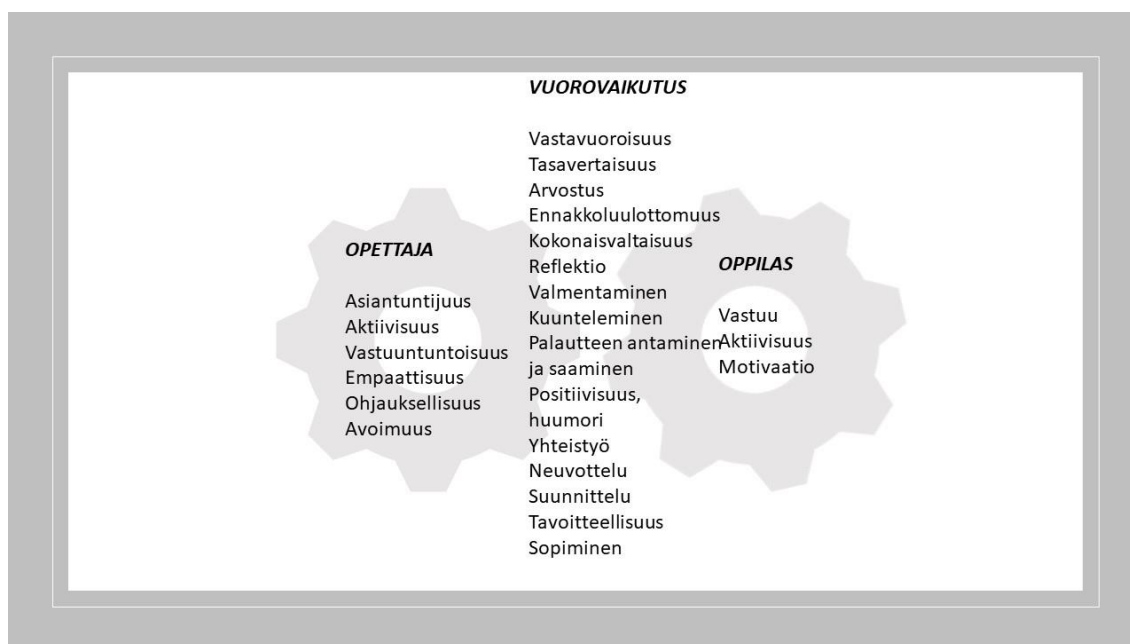 VUOROVAIKUTUS
Vastavuoroisuus
Tasavertaisuus
Arvostus
Ennakkoluulottomuus
Kokonaisvaltaisuus
Reflektio
Valmentaminen
Kuunteleminen
Palautteen antaminen
ja saaminen
Positiivisuus,
huumori
Yhteistyö
Neuvottelu
Suunnittelu
Tavoitteellisuus
Sopiminen
OPETTAJA
Asiantuntijuus
Aktiivisuus
Vastuuntuntoisuus
Empaattisuus
Ohjauksellisuus
Avoimuus
OPPILAS
Vastuu
Aktiivisuus
Motivaatio